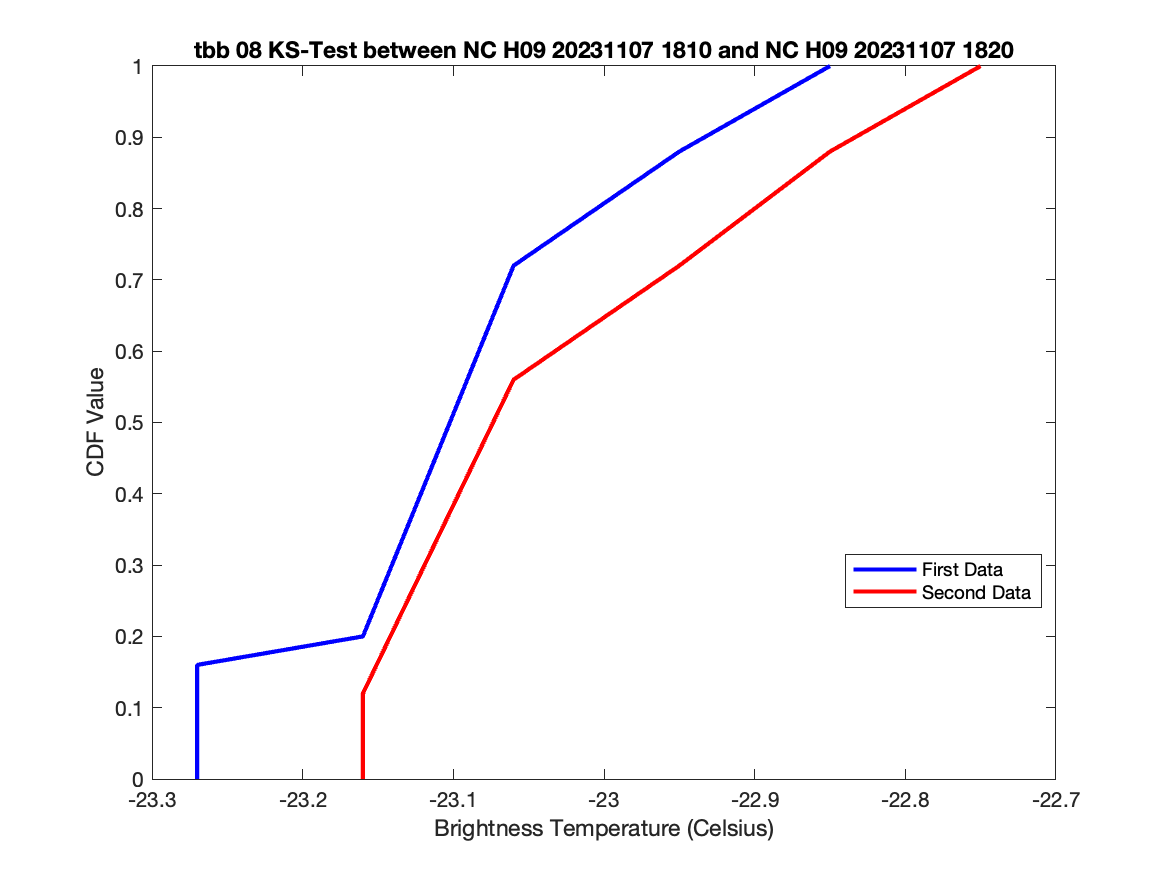 tbb 08 KS-Test between NC H09 20231107 1810 and NC H09 20231107 1820
1
0.9
0.8
0.7
0.6
0.5
0.4
0.3
0.2
0.1
0
CDF Value
First Data
Second Data
-23.3 -23.2 -23.1 -23 -22.9 -22.8 -22.7
Brightness Temperature (Celsius)